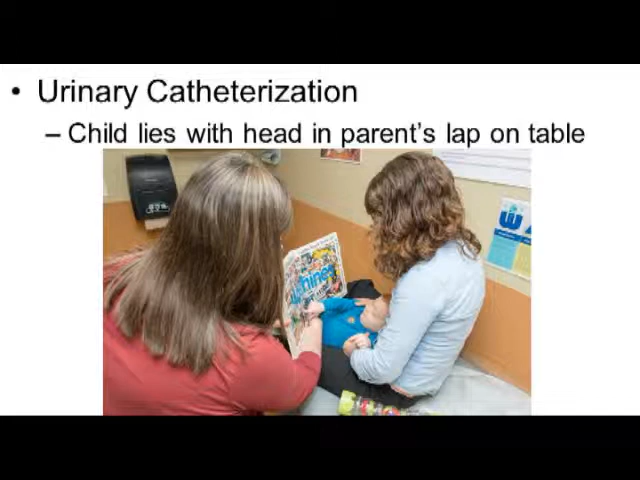 • Urinary Catheterization
– Child lies with head in parent’s lap on table